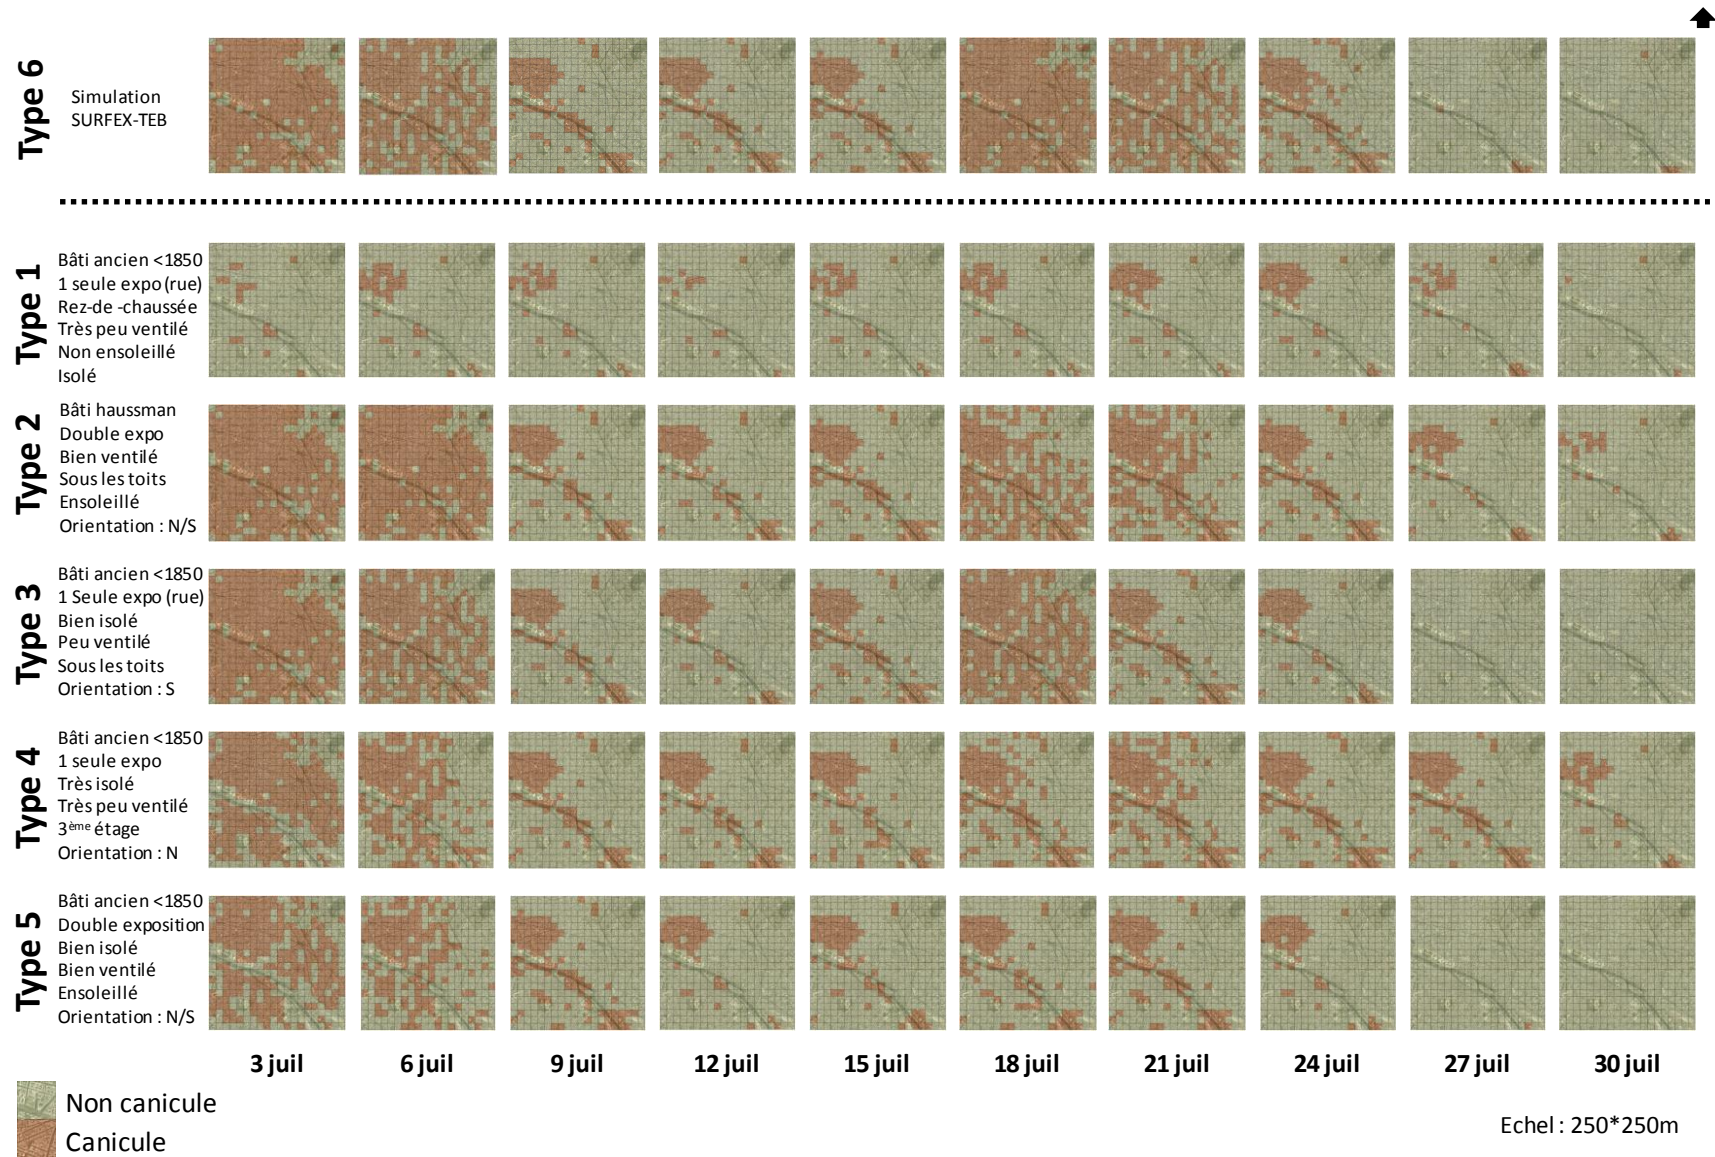 Type 6
Simulation
SURFEX-TEB
Type 1
Bâti ancien <1850
1 seule expo (rue)
Rez-de -chaussée
Très peu ventilé
Non ensoleillé
Isolé
Type 2
Bâti haussman
Double expo
Bien ventilé
Sous les toits
Ensoleillé
Orientation : N/S
Type 3
Bâti ancien <1850
1 Seule expo (rue)
Bien isolé
Peu ventilé
Sous les toits
Orientation : S
Type 4
Bâti ancien <1850
1 seule expo
Très isolé
Très peu ventilé
3ème étage
Orientation : N
Type 5
Bâti ancien <1850
Double exposition
Bien isolé
Bien ventilé
Ensoleillé
Orientation : N/S
3 juil 6 juil 9 juil 12 juil 15 juil 18 juil 21 juil 24 juil 27 juil 30 juil
Non canicule
Canicule
Echel : 250*250m